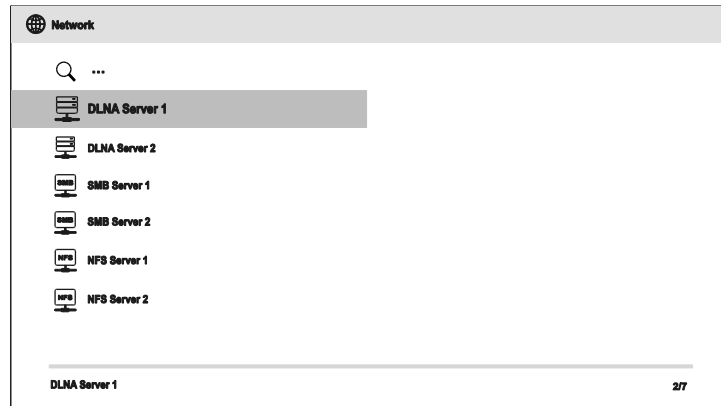 Network
...
DLNA Server 1
DLNA Server 2
SMB SMB Server 1
SMB SMB Server 2
NFS NFS Server 1
NFS NFS Server 2
DLNA Server 1 2/7